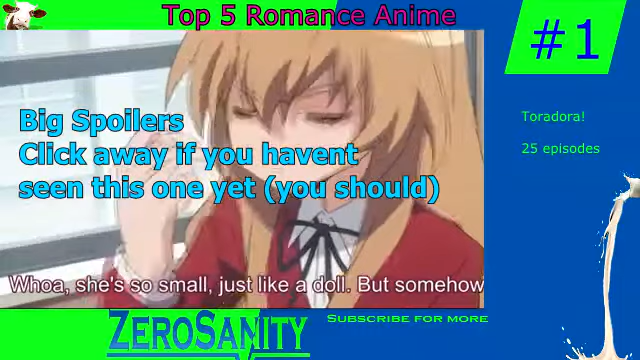 Top 5 Romance Anime
#1
Big Spoilers
Click away if you havent
seen this one yet (you should)
Toradora!
25 episodes
Whoa, she's so small, just like a doll. But somehow
ZeroSanity
Subscribe for more